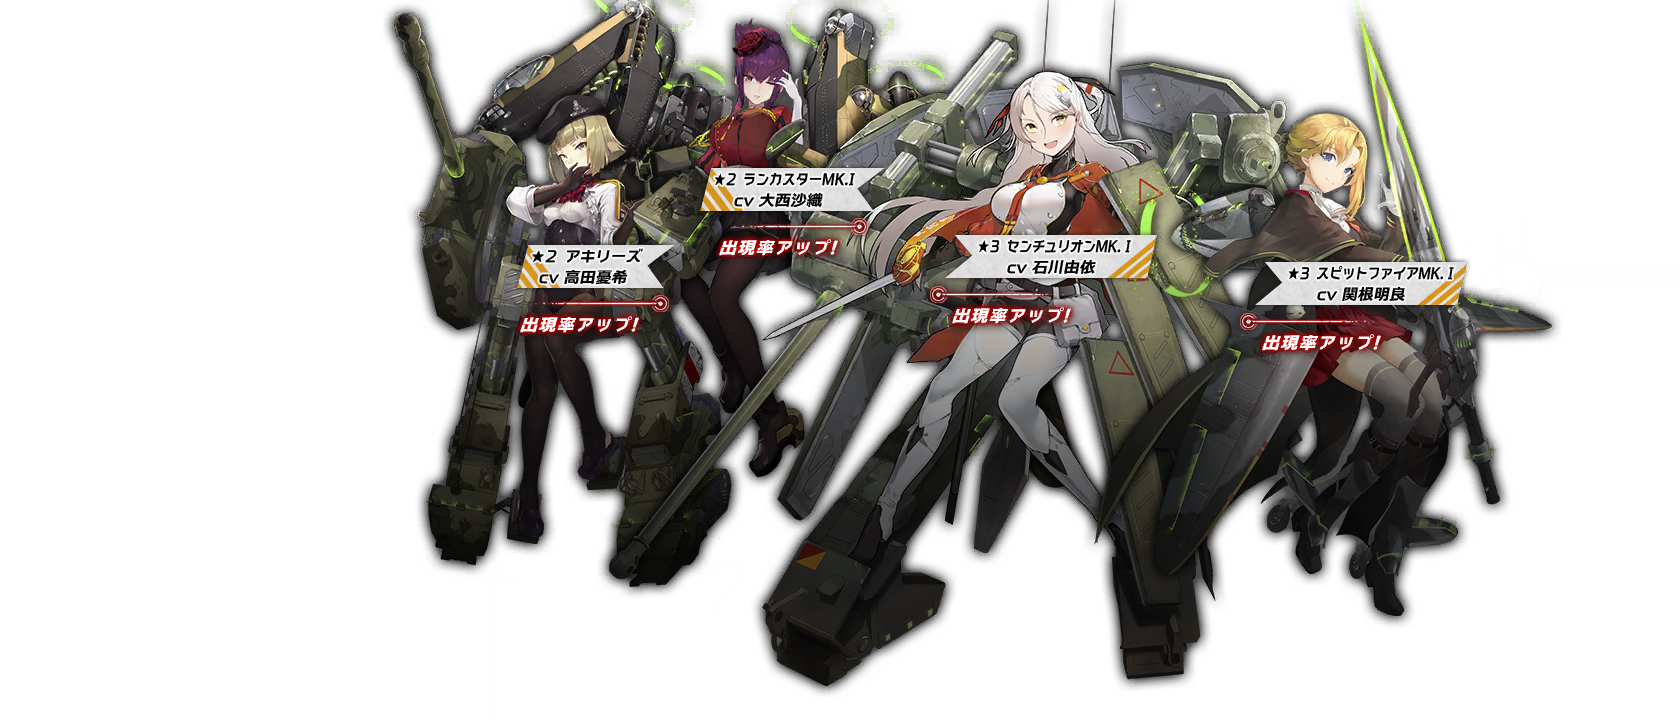 ★2 ランカスターMK.I
cv 大西沙織
出現率アップ!
★2 アキリーズ
cv 高田憂希
出現率アップ!
★3 センチュリオンMK.I
cv 石川由依
出現率アップ!
★3 スピットファイアMK.I
cv 関根明良
出現率アップ!